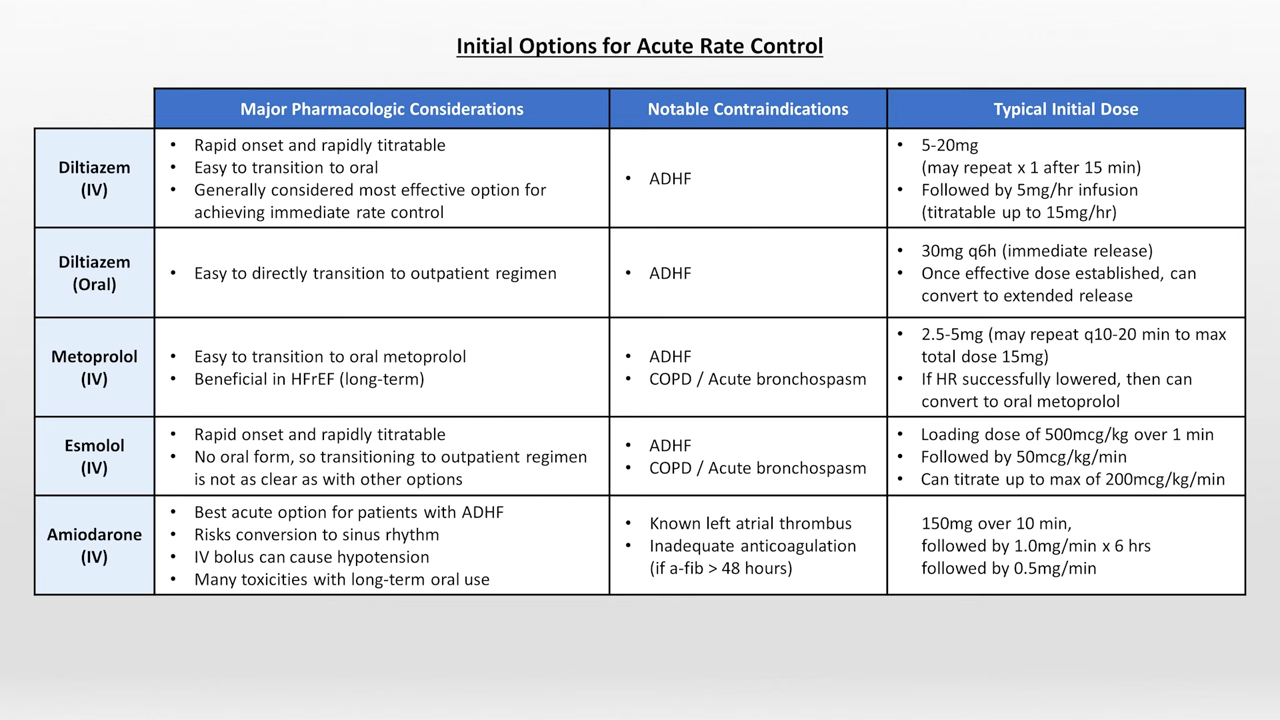 Initial Options for Acute Rate Control
Major Pharmacologic Considerations
Notable Contraindications
Typical Initial Dose
Diltiazem
(IV)
• Rapid onset and rapidly titratable
• Easy to transition to oral
• Generally considered most effective option for
achieving immediate rate control
• ADHF
• 5-20mg
(may repeat x 1 after 15 min)
• Followed by 5mg/hr infusion
(titratable up to 15mg/hr)
Diltiazem
(Oral)
• Easy to directly transition to outpatient regimen
• ADHF
• 30mg q6h (immediate release)
• Once effective dose established, can
convert to extended release
Metoprolol
(IV)
• Easy to transition to oral metoprolol
• Beneficial in HFrEF (long-term)
• ADHF
• COPD / Acute bronchospasm
• 2.5-5mg (may repeat q10-20 min to max
total dose 15mg)
• If HR successfully lowered, then can
convert to oral metoprolol
Esmolol
(IV)
• Rapid onset and rapidly titratable
• No oral form, so transitioning to outpatient regimen
is not as clear as with other options
• ADHF
• COPD / Acute bronchospasm
• Loading dose of 500mcg/kg over 1 min
• Followed by 50mcg/kg/min
• Can titrate up to max of 200mcg/kg/min
Amiodarone
(IV)
• Best acute option for patients with ADHF
• Risks conversion to sinus rhythm
• IV bolus can cause hypotension
• Many toxicities with long-term oral use
• Known left atrial thrombus
• Inadequate anticoagulation
(if a-fib > 48 hours)
150mg over 10 min,
followed by 1.0mg/min x 6 hrs
followed by 0.5mg/min